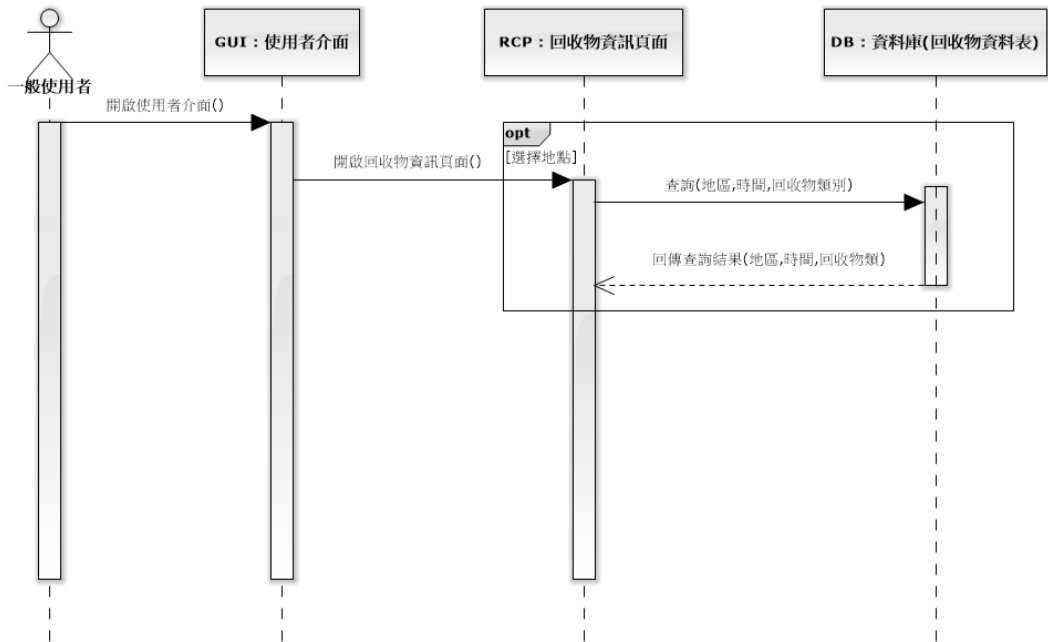 GUI：使用者介面
RCP：回收物資訊頁面
DB：資料庫(回收物資料表)
一般使用者
開啟使用者介面()
opt
[選擇地點]
開啟回收物資訊頁面()
查詢(地區,時間,回收物類別)
回傳查詢結果(地區,時間,回收物類)